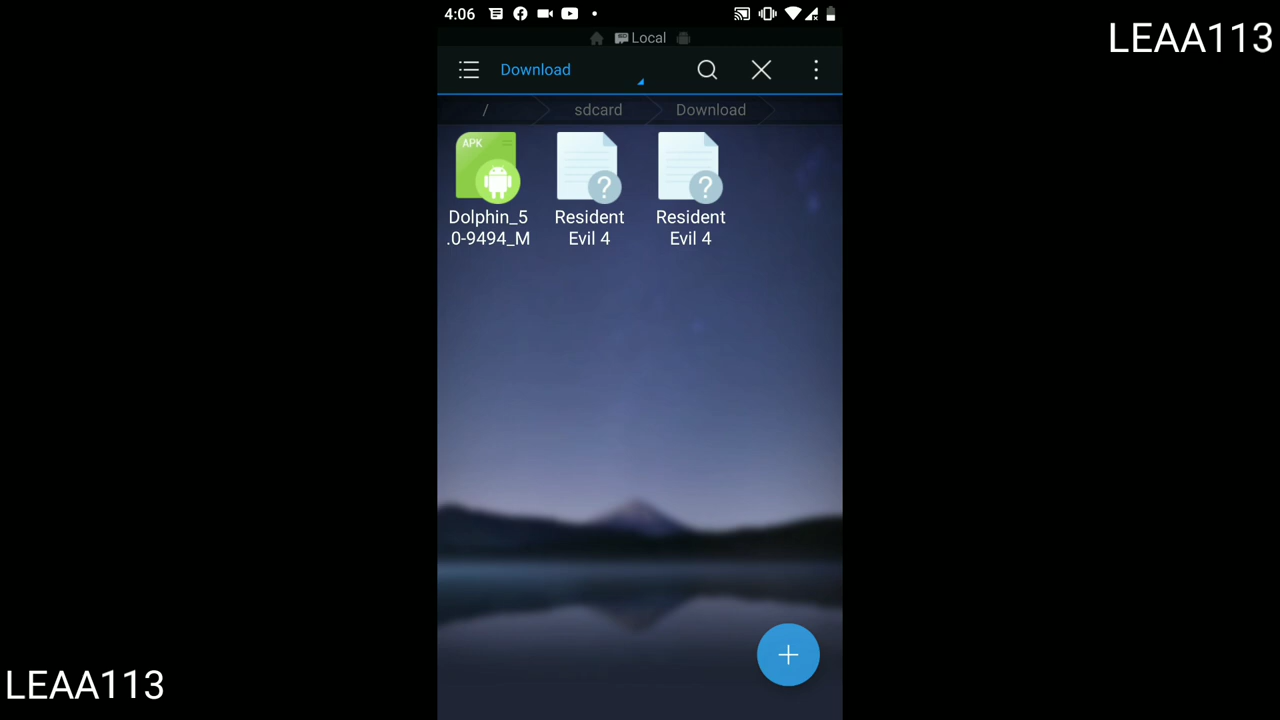 4:06
LEAA113
Local
Download
/ sdcard Download
APK
Dolphin_5
.0-9494_M
Resident
Evil 4
Resident
Evil 4
LEAA113